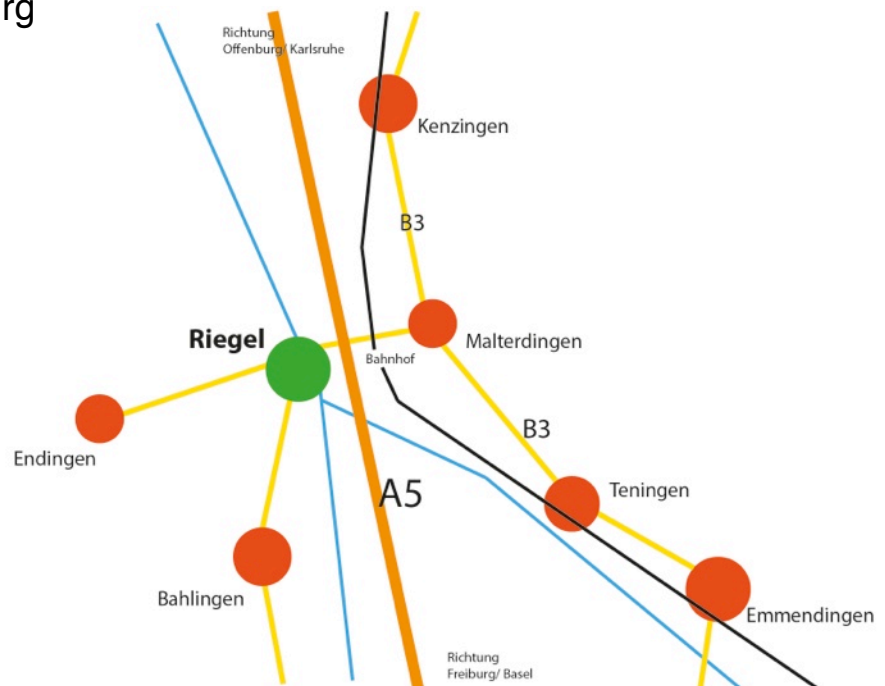 rg
Richtung
Offenburg/ Karlsruhe
Kenzingen
B3
Riegel
Malterdingen
Bahnhof
Endingen
B3
A5
Teningen
Bahlingen
Emmendingen
Richtung
Freiburg/ Basel